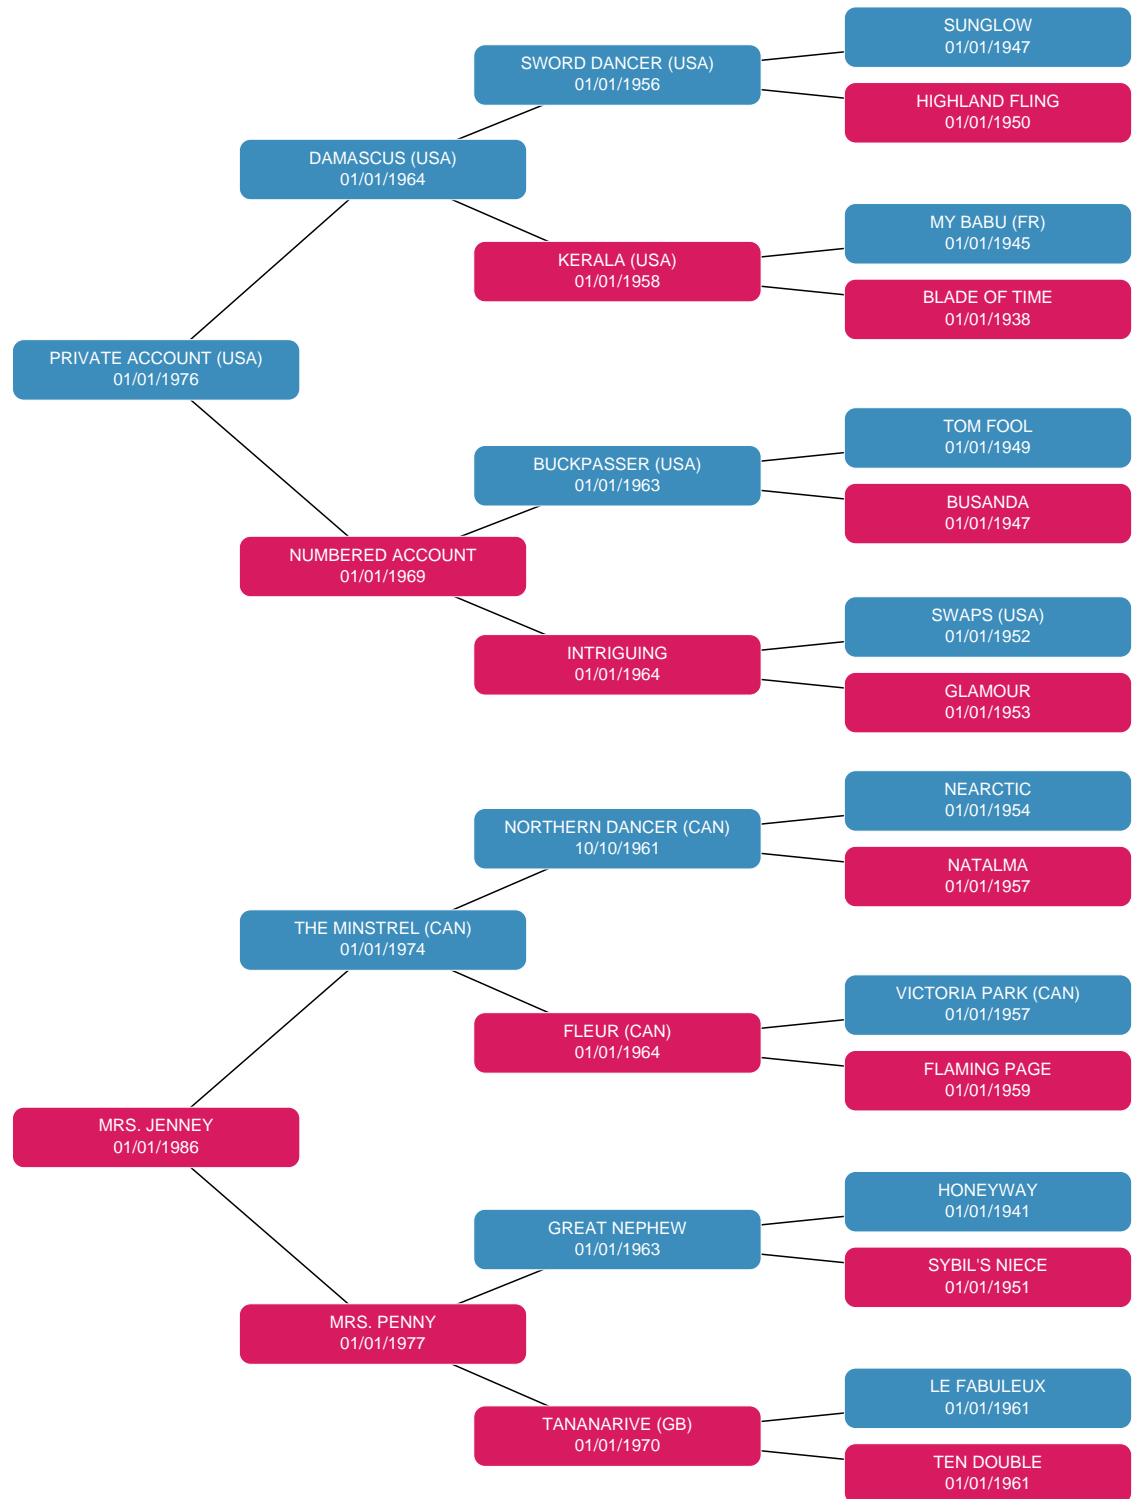 SUNGLOW
01/01/1947
SWORD DANCER (USA)
01/01/1956
HIGHLAND FLING
01/01/1950
DAMASCUS (USA)
01/01/1964
MY BABU (FR)
01/01/1945
KERALA (USA)
01/01/1958
BLADE OF TIME
01/01/1938
PRIVATE ACCOUNT (USA)
01/01/1976
TOM FOOL
01/01/1949
BUCKPASSER (USA)
01/01/1963
BUSANDA
01/01/1947
NUMBERED ACCOUNT
01/01/1969
SWAPS (USA)
01/01/1952
INTRIGUING
01/01/1964
GLAMOUR
01/01/1953
NEARCTIC
01/01/1954
NORTHERN DANCER (CAN)
10/10/1961
NATALMA
01/01/1957
THE MINSTREL (CAN)
01/01/1974
VICTORIA PARK (CAN)
01/01/1957
FLEUR (CAN)
01/01/1964
FLAMING PAGE
01/01/1959
MRS. JENNEY
01/01/1986
HONEYWAY
01/01/1941
GREAT NEPHEW
01/01/1963
SYBIL'S NIECE
01/01/1951
MRS. PENNY
01/01/1977
LE FABULEUX
01/01/1961
TANANARIVE (GB)
01/01/1970
TEN DOUBLE
01/01/1961